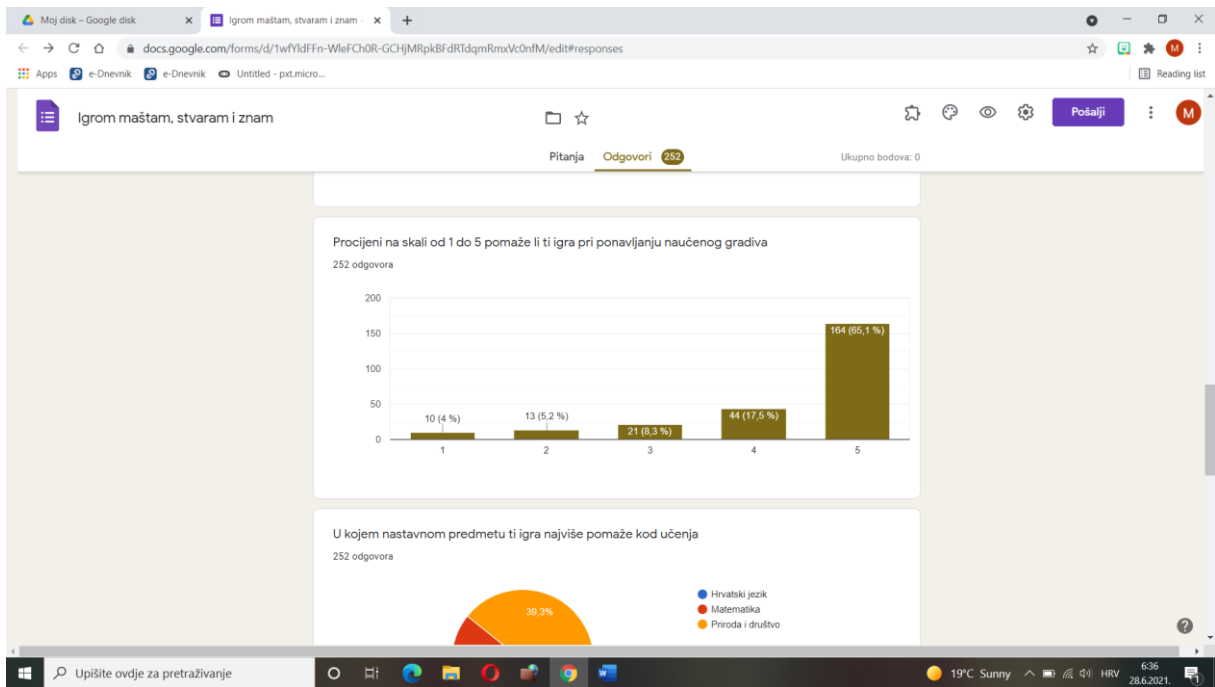 Moj disk – Google disk
Igrom maštam, stvaram i znam -
docs.google.com/forms/d/1wfYldFFn-WleFCh0R-GCHjMRpkBFdRTdqmRmxVc0nfM/edit#responses
M
Apps
e-Dnevnik
e-Dnevnik
Untitled - pxt.micro...
Reading list
Igrom maštam, stvaram i znam
Pošalji
M
Pitanja
Odgovori 252
Ukupno bodova: 0
Procijeni na skali od 1 do 5 pomaže li ti igra pri ponavljanju naučenog gradiva
252 odgovora
200
150
100
50
0
10 (4 %)
13 (5,2 %)
21 (8,3 %)
44 (17,5 %)
164 (65,1 %)
1 2 3 4 5
U kojem nastavnom predmetu ti igra najviše pomaže kod učenja
252 odgovora
39,3%
Hrvatski jezik
Matematika
Priroda i društvo
Upišite ovdje za pretraživanje
19°C Sunny
HRV
6:36
28.6.2021.
1